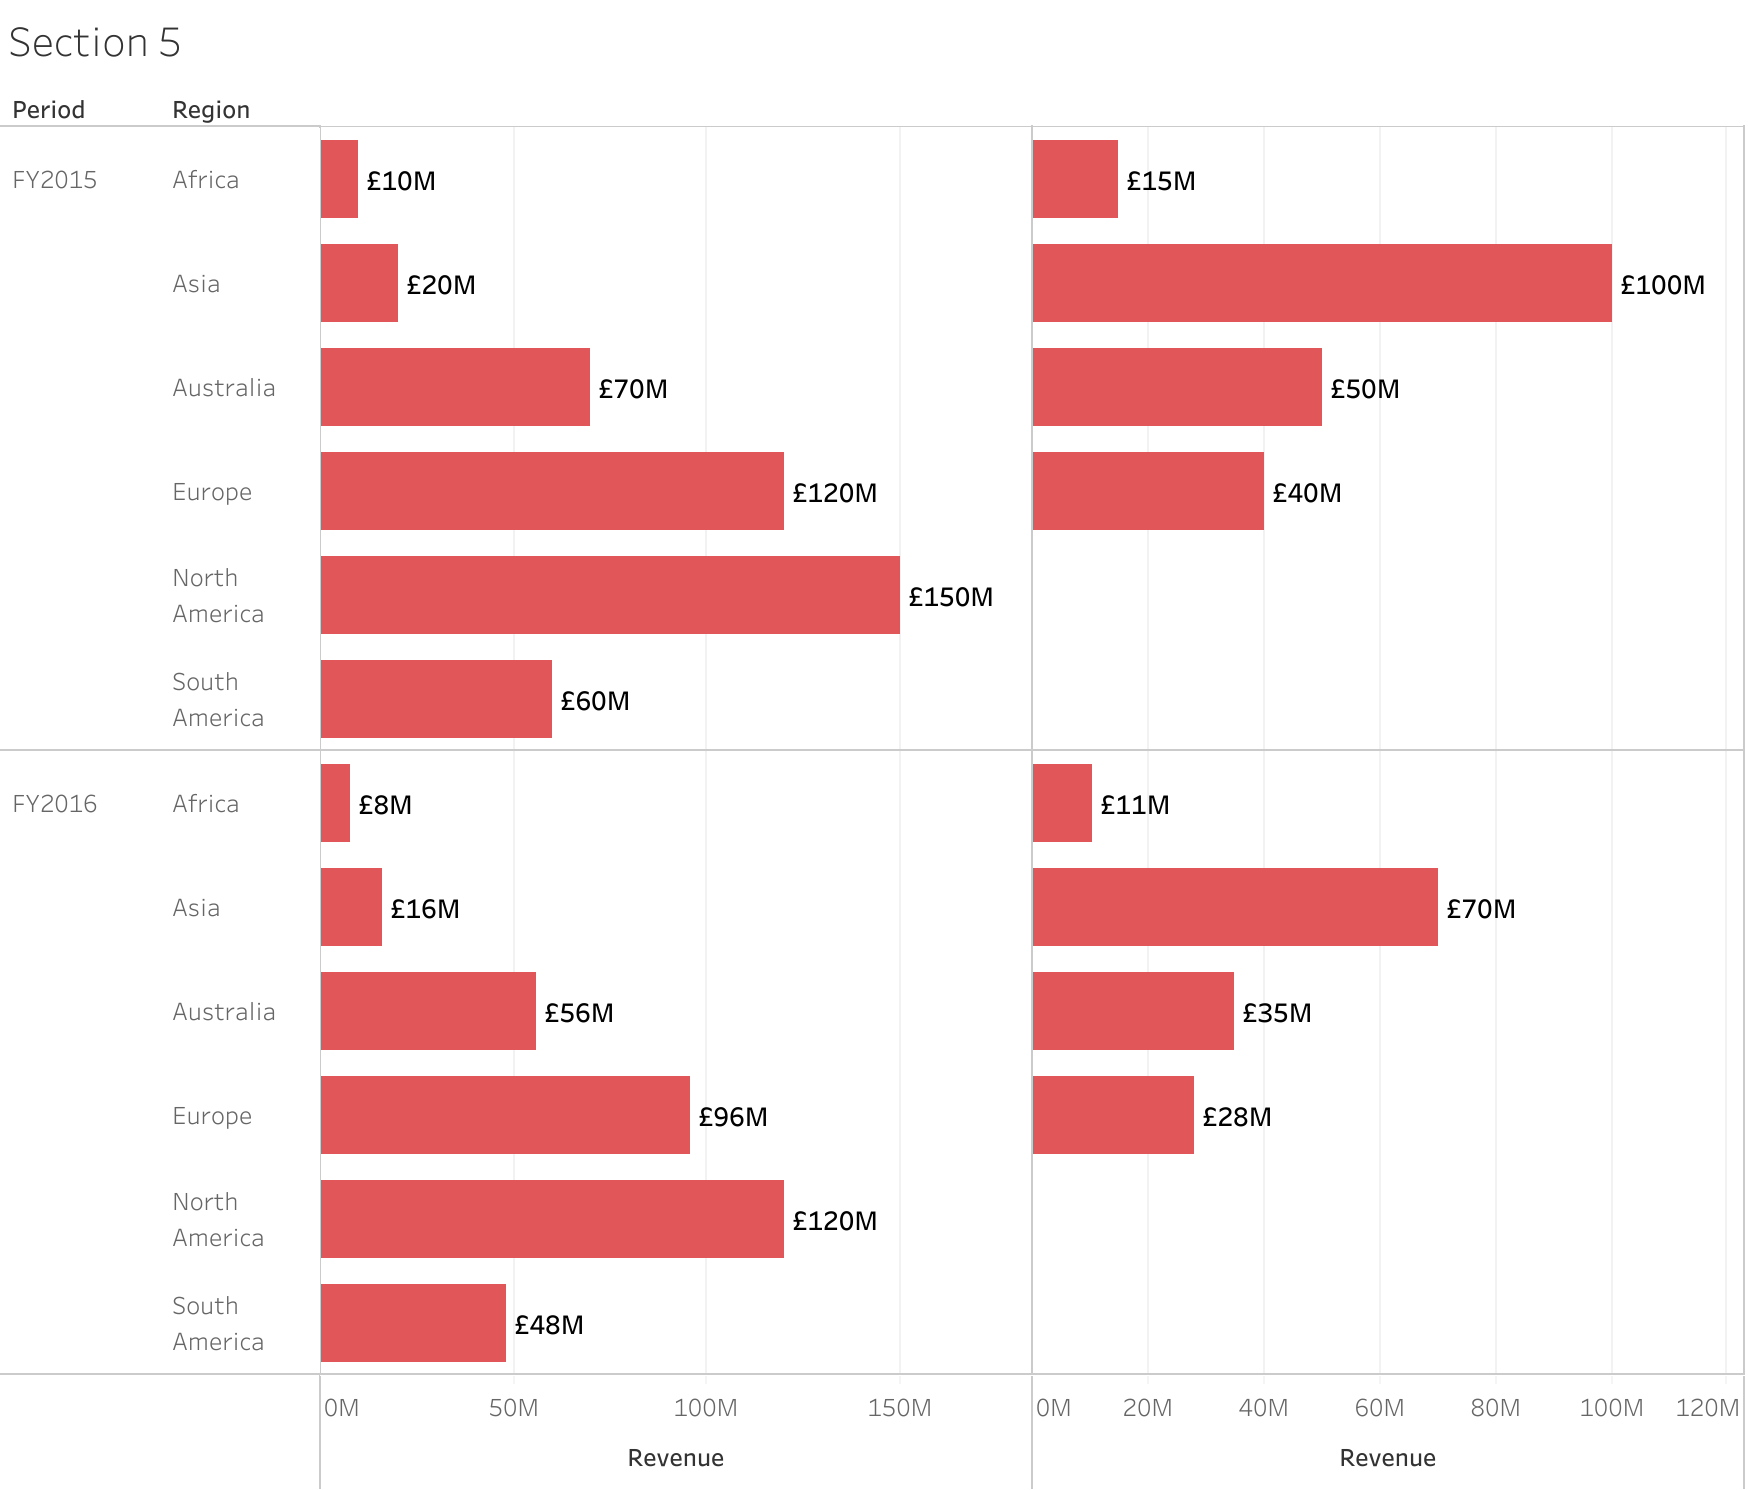 Section 5
Period Region
FY2015 Africa £10M £15M
Asia £20M £100M
Australia £70M £50M
Europe £120M £40M
North
America £150M
South
America £60M
FY2016 Africa £8M £11M
Asia £16M £70M
Australia £56M £35M
Europe £96M £28M
North
America £120M
South
America £48M
0M 50M 100M 150M 0M 20M 40M 60M 80M 100M 120M
Revenue Revenue